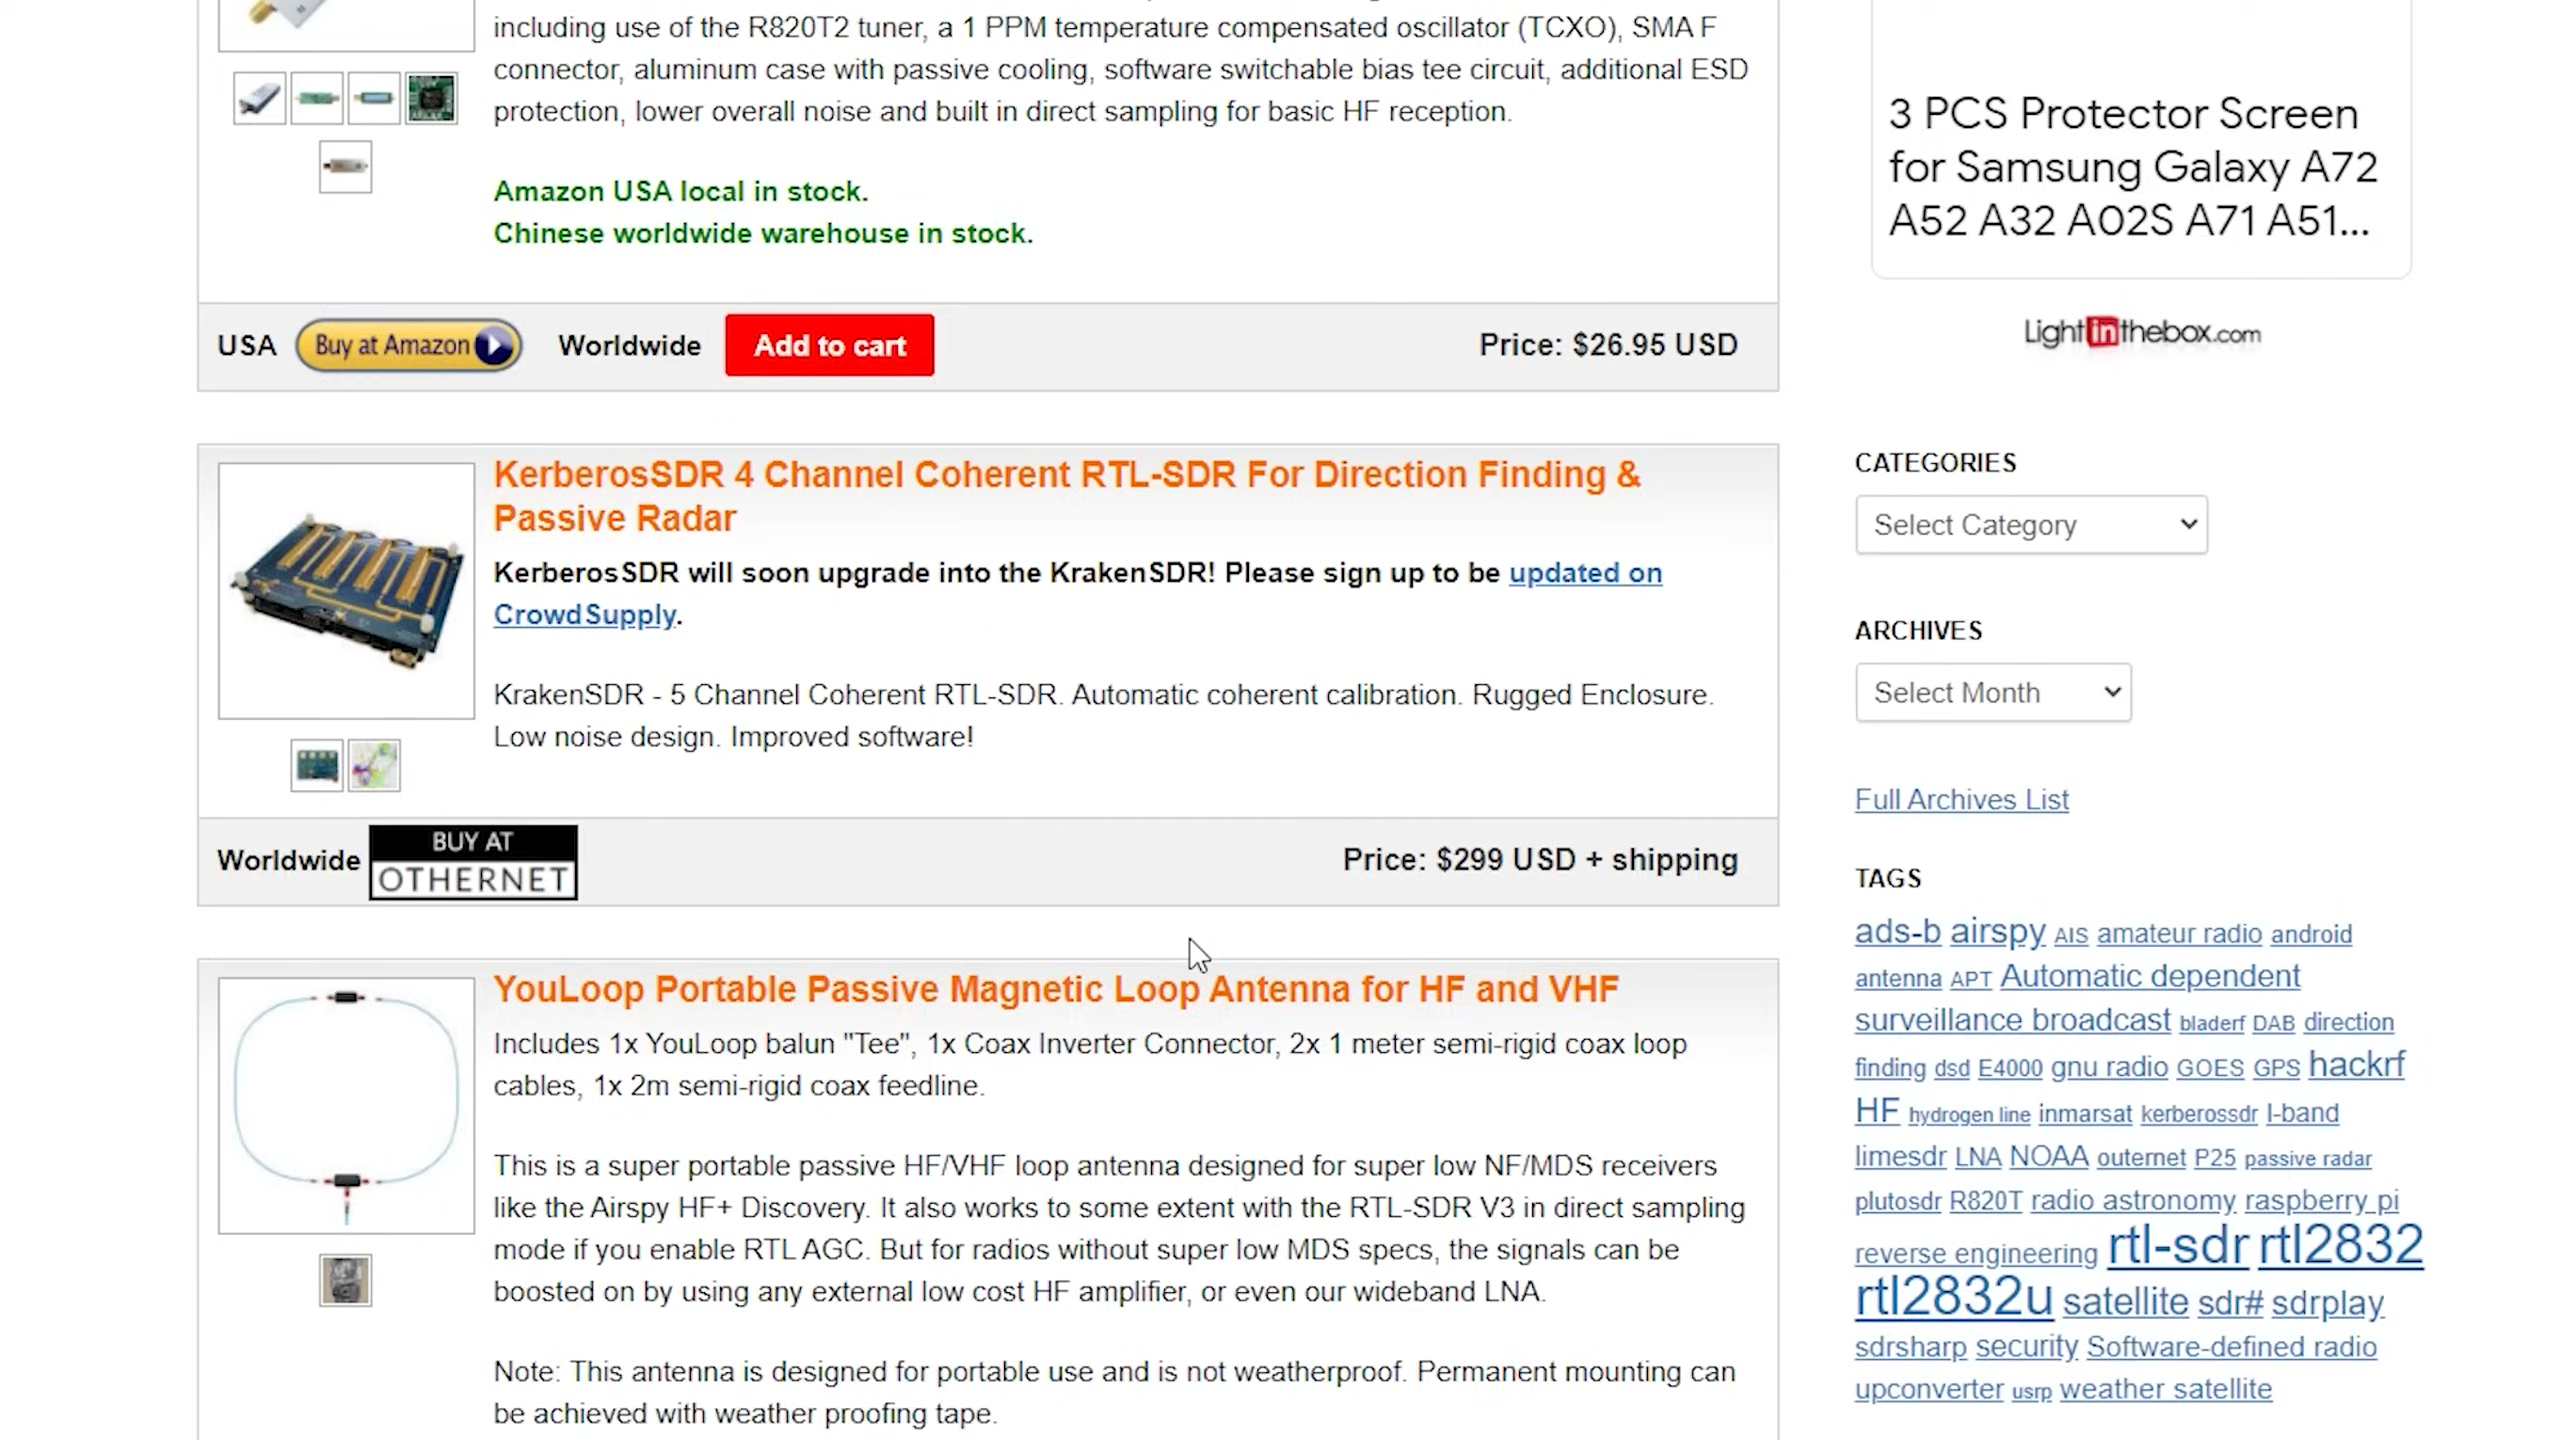 including use of the R820T2 tuner, a 1 PPM temperature compensated oscillator (TCXO), SMA F
connector, aluminum case with passive cooling, software switchable bias tee circuit, additional ESD
protection, lower overall noise and built in direct sampling for basic HF reception.
Amazon USA local in stock.
Chinese worldwide warehouse in stock.
USA Buy at Amazon Worldwide Add to cart Price: $26.95 USD
KerberosSDR 4 Channel Coherent RTL-SDR For Direction Finding &
Passive Radar
KerberosSDR will soon upgrade into the KrakenSDR! Please sign up to be updated on
CrowdSupply.
KrakenSDR - 5 Channel Coherent RTL-SDR. Automatic coherent calibration. Rugged Enclosure.
Low noise design. Improved software!
Worldwide BUY AT
OTHERNET
Price: $299 USD + shipping
YouLoop Portable Passive Magnetic Loop Antenna for HF and VHF
Includes 1x YouLoop balun "Tee", 1x Coax Inverter Connector, 2x 1 meter semi-rigid coax loop
cables, 1x 2m semi-rigid coax feedline.
This is a super portable passive HF/VHF loop antenna designed for super low NF/MDS receivers
like the Airspy HF+ Discovery. It also works to some extent with the RTL-SDR V3 in direct sampling
mode if you enable RTL AGC. But for radios without super low MDS specs, the signals can be
boosted on by using any external low cost HF amplifier, or even our wideband LNA.
Note: This antenna is designed for portable use and is not weatherproof. Permanent mounting can
be achieved with weather proofing tape.
3 PCS Protector Screen
for Samsung Galaxy A72
A52 A32 A02S A71 A51...
Lightinthebox.com
CATEGORIES
Select Category
ARCHIVES
Select Month
Full Archives List
TAGS
ads-b airspy AIS amateur radio android
antenna APT Automatic dependent
surveillance broadcast bladerf DAB direction
finding dsd E4000 gnu radio GOES GPS hackrf
HF hydrogen line inmarsat kerberossdr l-band
limesdr LNA NOAA outernet P25 passive radar
plutosdr R820T radio astronomy raspberry pi
reverse engineering rtl-sdr rtl2832
rtl2832u satellite sdr# sdrplay
sdrsharp security Software-defined radio
upconverter usrp weather satellite